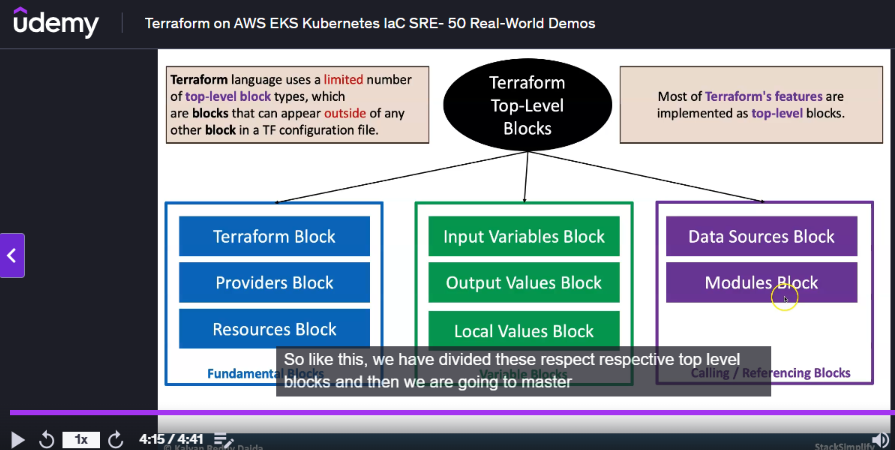 ûdemy
Terraform on AWS EKS Kubernetes IaC SRE- 50 Real-World Demos
Terraform language uses a limited number
of top-level block types, which
are blocks that can appear outside of any
other block in a TF configuration file.
Terraform
Top-Level
Blocks
Most of Terraform's features are
implemented as top-level blocks.
Terraform Block
Providers Block
Resources Block
Fundamental Blocks
Input Variables Block
Output Values Block
Local Values Block
Variable Blocks
Data Sources Block
Modules Block
Calling / Referencing Blocks
So like this, we have divided these respect respective top level
blocks and then we are going to master
1x
4:15 / 4:41
© Kalyan Reddy Daida
StackSimplify